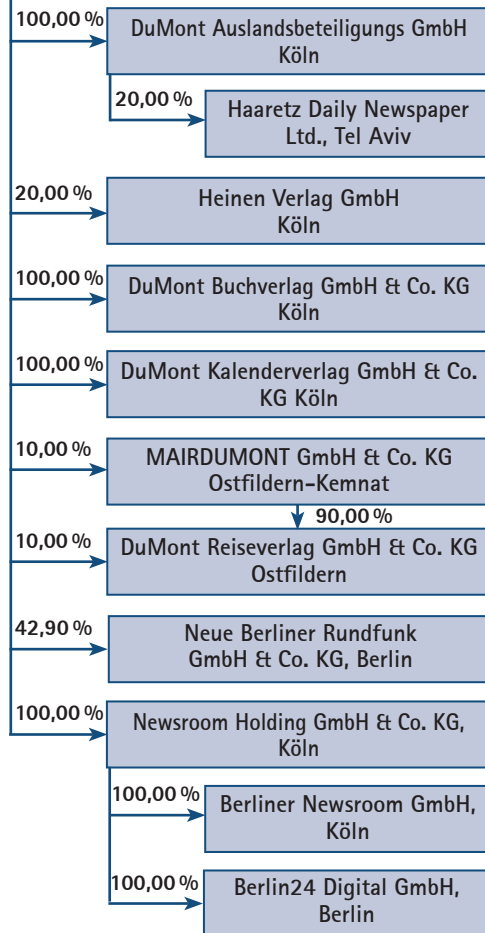 100,00 %
DuMont Auslandsbeteiligungs GmbH
Köln
20,00 %
Haaretz Daily Newspaper
Ltd., Tel Aviv
20,00 %
Heinen Verlag GmbH
Köln
100,00 %
DuMont Buchverlag GmbH & Co. KG
Köln
100,00 %
DuMont Kalenderverlag GmbH & Co.
KG Köln
10,00 %
MAIRDUMONT GmbH & Co. KG
Ostfildern-Kemnat
90,00 %
10,00 %
DuMont Reiseverlag GmbH & Co. KG
Ostfildern
42,90 %
Neue Berliner Rundfunk
GmbH & Co. KG, Berlin
100,00 %
Newsroom Holding GmbH & Co. KG,
Köln
100,00 %
Berliner Newsroom GmbH,
Köln
100,00 %
Berlin24 Digital GmbH,
Berlin